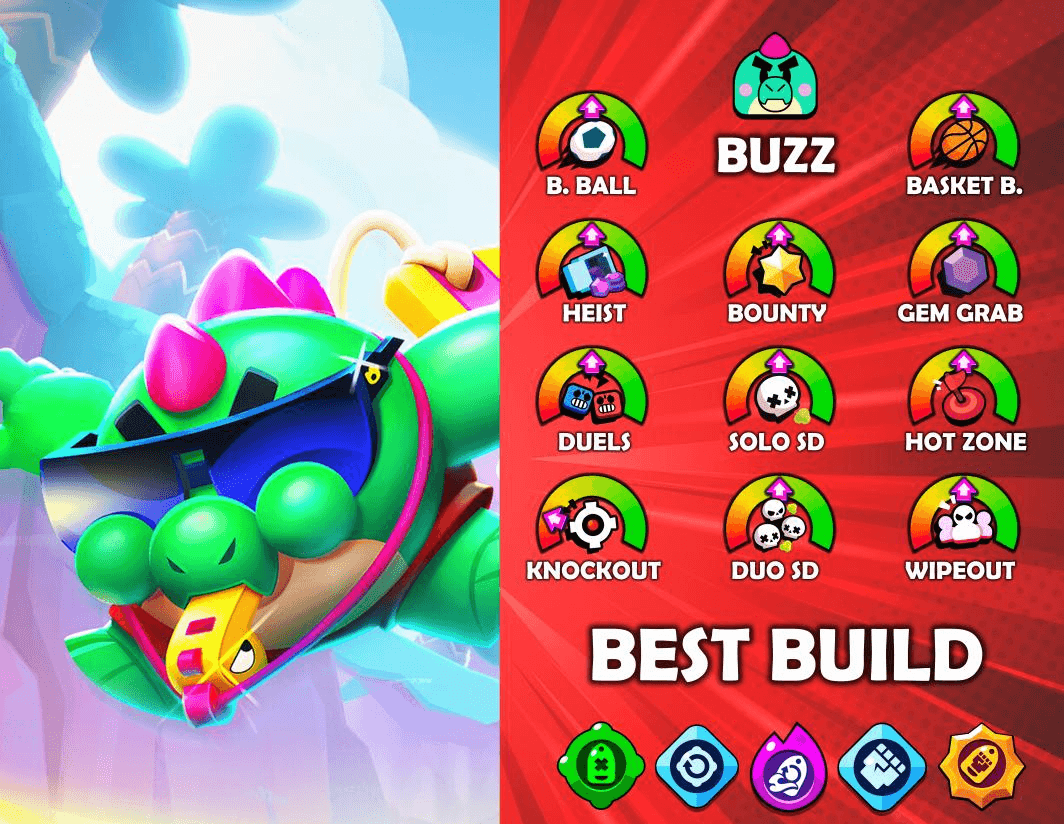 BUZZ
B. BALL
BASKET B.
HEIST
BOUNTY
GEM GRAB
DUELS
SOLO SD
HOT ZONE
KNOCKOUT
DUO SD
WIPEOUT
BEST BUILD